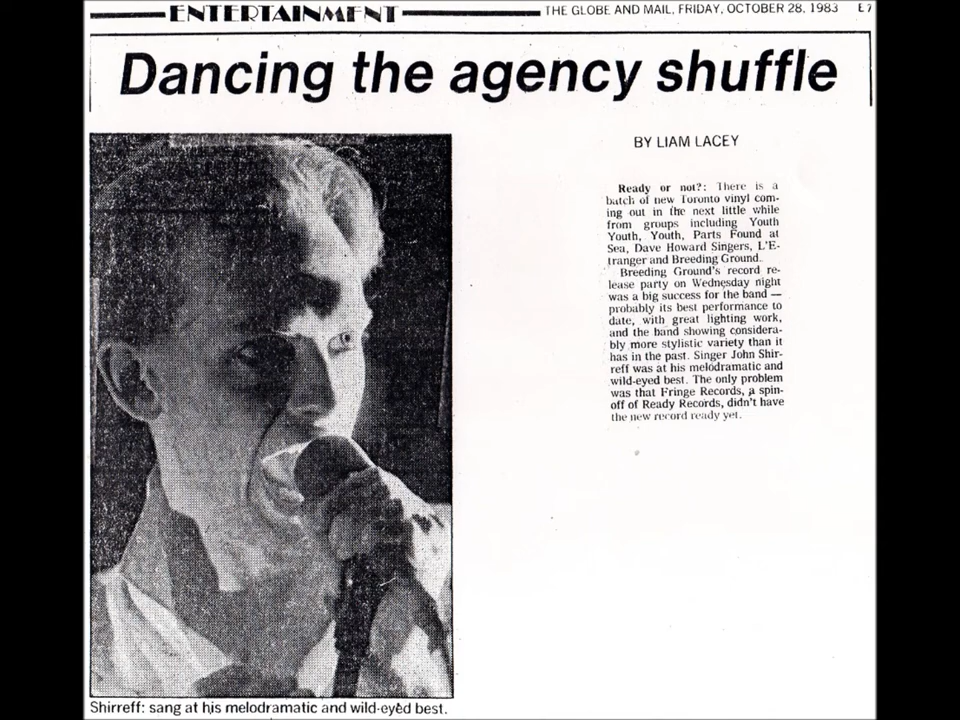 ENTERTAINMENT
THE GLOBE AND MAIL, FRIDAY, OCTOBER 28, 1983 E7
Dancing the agency shuffle
BY LIAM LACEY
Ready or not?: There is a
batch of new Toronto vinyl com-
ing out in the next little while
from groups including Youth
Youth, Youth, Parts Found at
Sea, Dave Howard Singers, L'E-
tranger and Breeding Ground.
Breeding Ground's record re-
lease party on Wednesday night
was a big success for the band —
probably its best performance to
date, with great lighting work,
and the band showing considera-
bly more stylistic variety than it
has in the past. Singer John Shir-
reff was at his melodramatic and
wild-eyed best. The only problem
was that Fringe Records, a spin-
off of Ready Records, didn't have
the new record ready yet.
Shirreff: sang at his melodramatic and wild-eyed best.